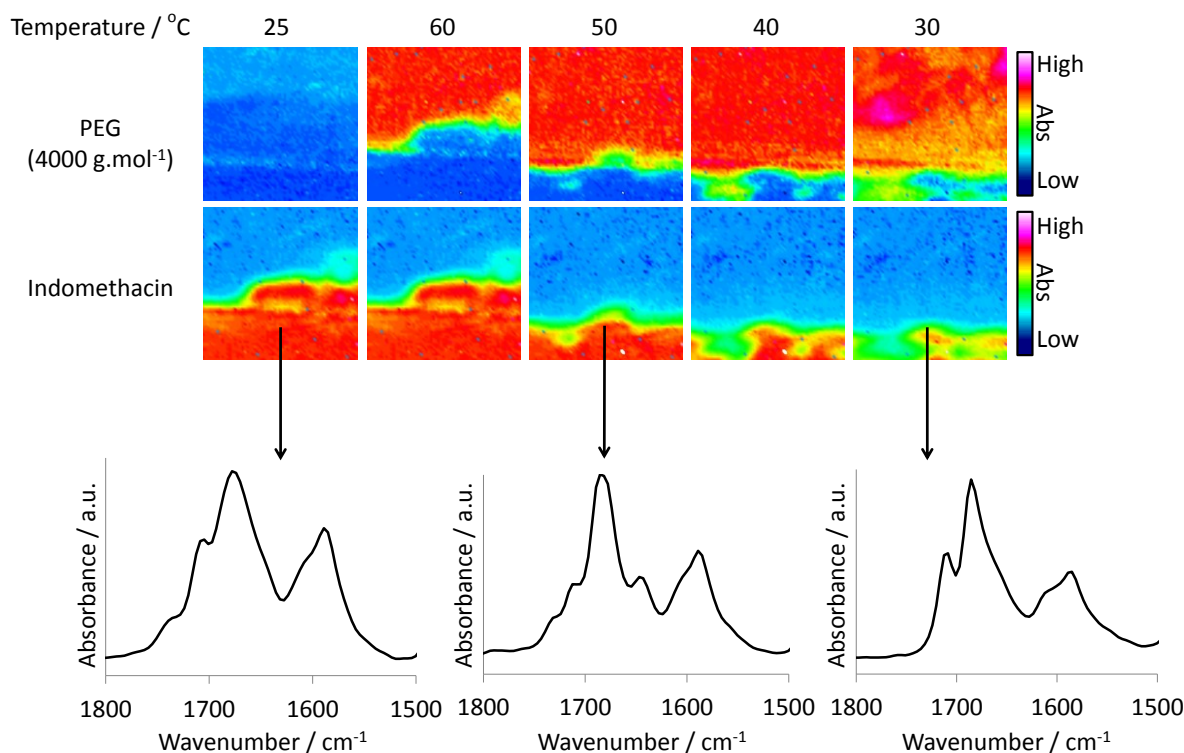 Temperature / °C 25 60 50 40 30
PEG
(4000 g.mol⁻¹)
High
Abs
Low
Indomethacin
High
Abs
Low
Absorbance / a.u.
1800 1700 1600 1500
Wavenumber / cm⁻¹
Absorbance / a.u.
1800 1700 1600 1500
Wavenumber / cm⁻¹
Absorbance / a.u.
1800 1700 1600 1500
Wavenumber / cm⁻¹